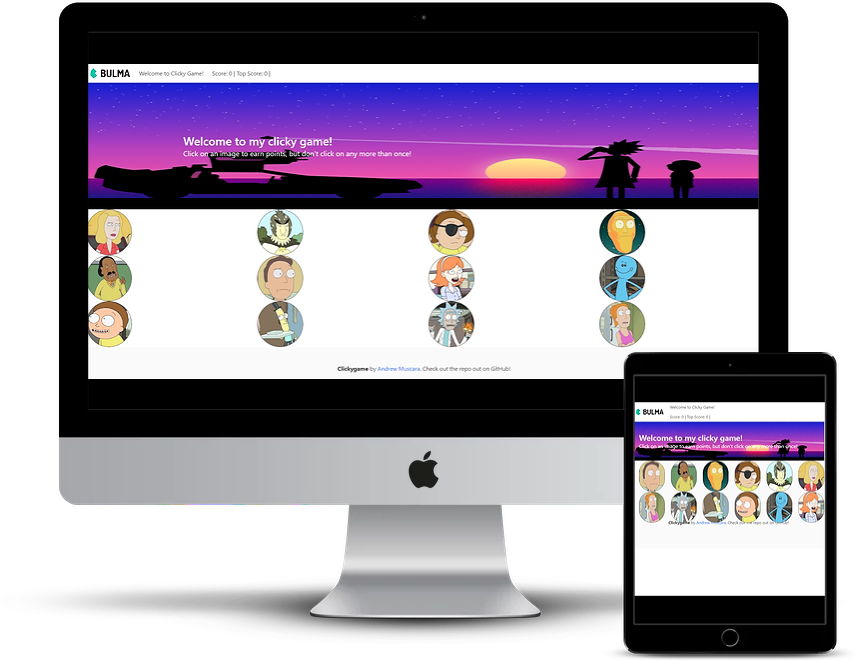 BULMA Welcome to Clicky Game! Score: 0 | Top Score: 0 |
Welcome to my clicky game!
Click on an image to earn points, but don't click on any more than once!
Clickygame by Andrew Muscara. Check out the repo out on GitHub!
Welcome to Clicky Game!
BULMA
Score: 0 | Top Score: 0 |
Welcome to my clicky game!
Click on an image to earn points, but don't click on any more than once!
Clickygame by Andrew Muscara. Check out the repo out on GitHub!